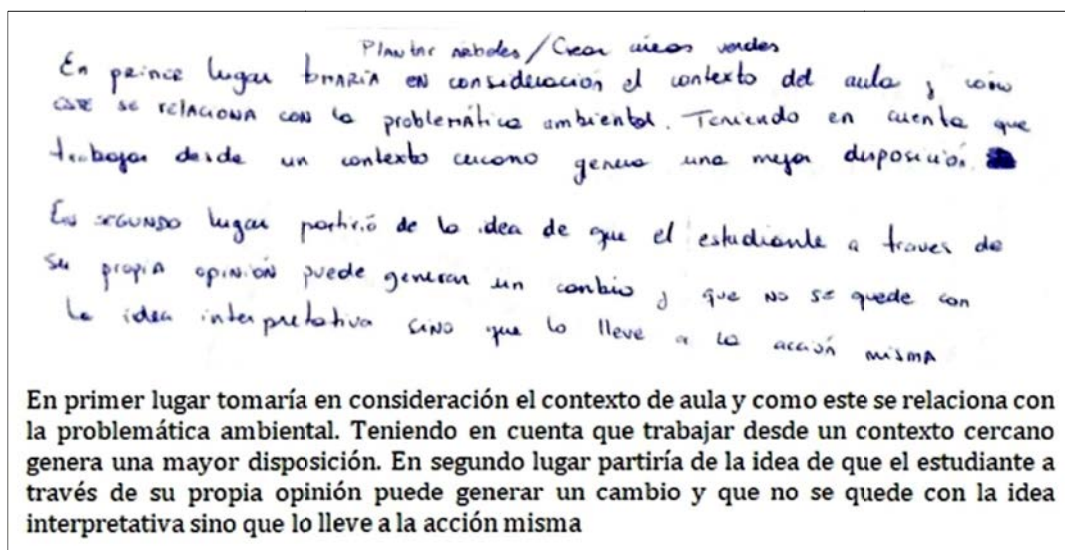 Plantar arboles / Crear áreas verdes
En primer lugar tomaría en consideración el contexto del aula y como
este se relaciona con la problemática ambiental. Teniendo en cuenta que
trabajar desde un contexto cercano genera una mejor disposición.
En segundo lugar partiría de la idea de que el estudiante a traves de
su propia opinión puede generar un cambio y que no se quede con
la idea interpretativa sino que lo lleve a la acción misma
En primer lugar tomaría en consideración el contexto de aula y como este se relaciona con
la problemática ambiental. Teniendo en cuenta que trabajar desde un contexto cercano
genera una mayor disposición. En segundo lugar partiría de la idea de que el estudiante a
través de su propia opinión puede generar un cambio y que no se quede con la idea
interpretativa sino que lo lleve a la acción misma